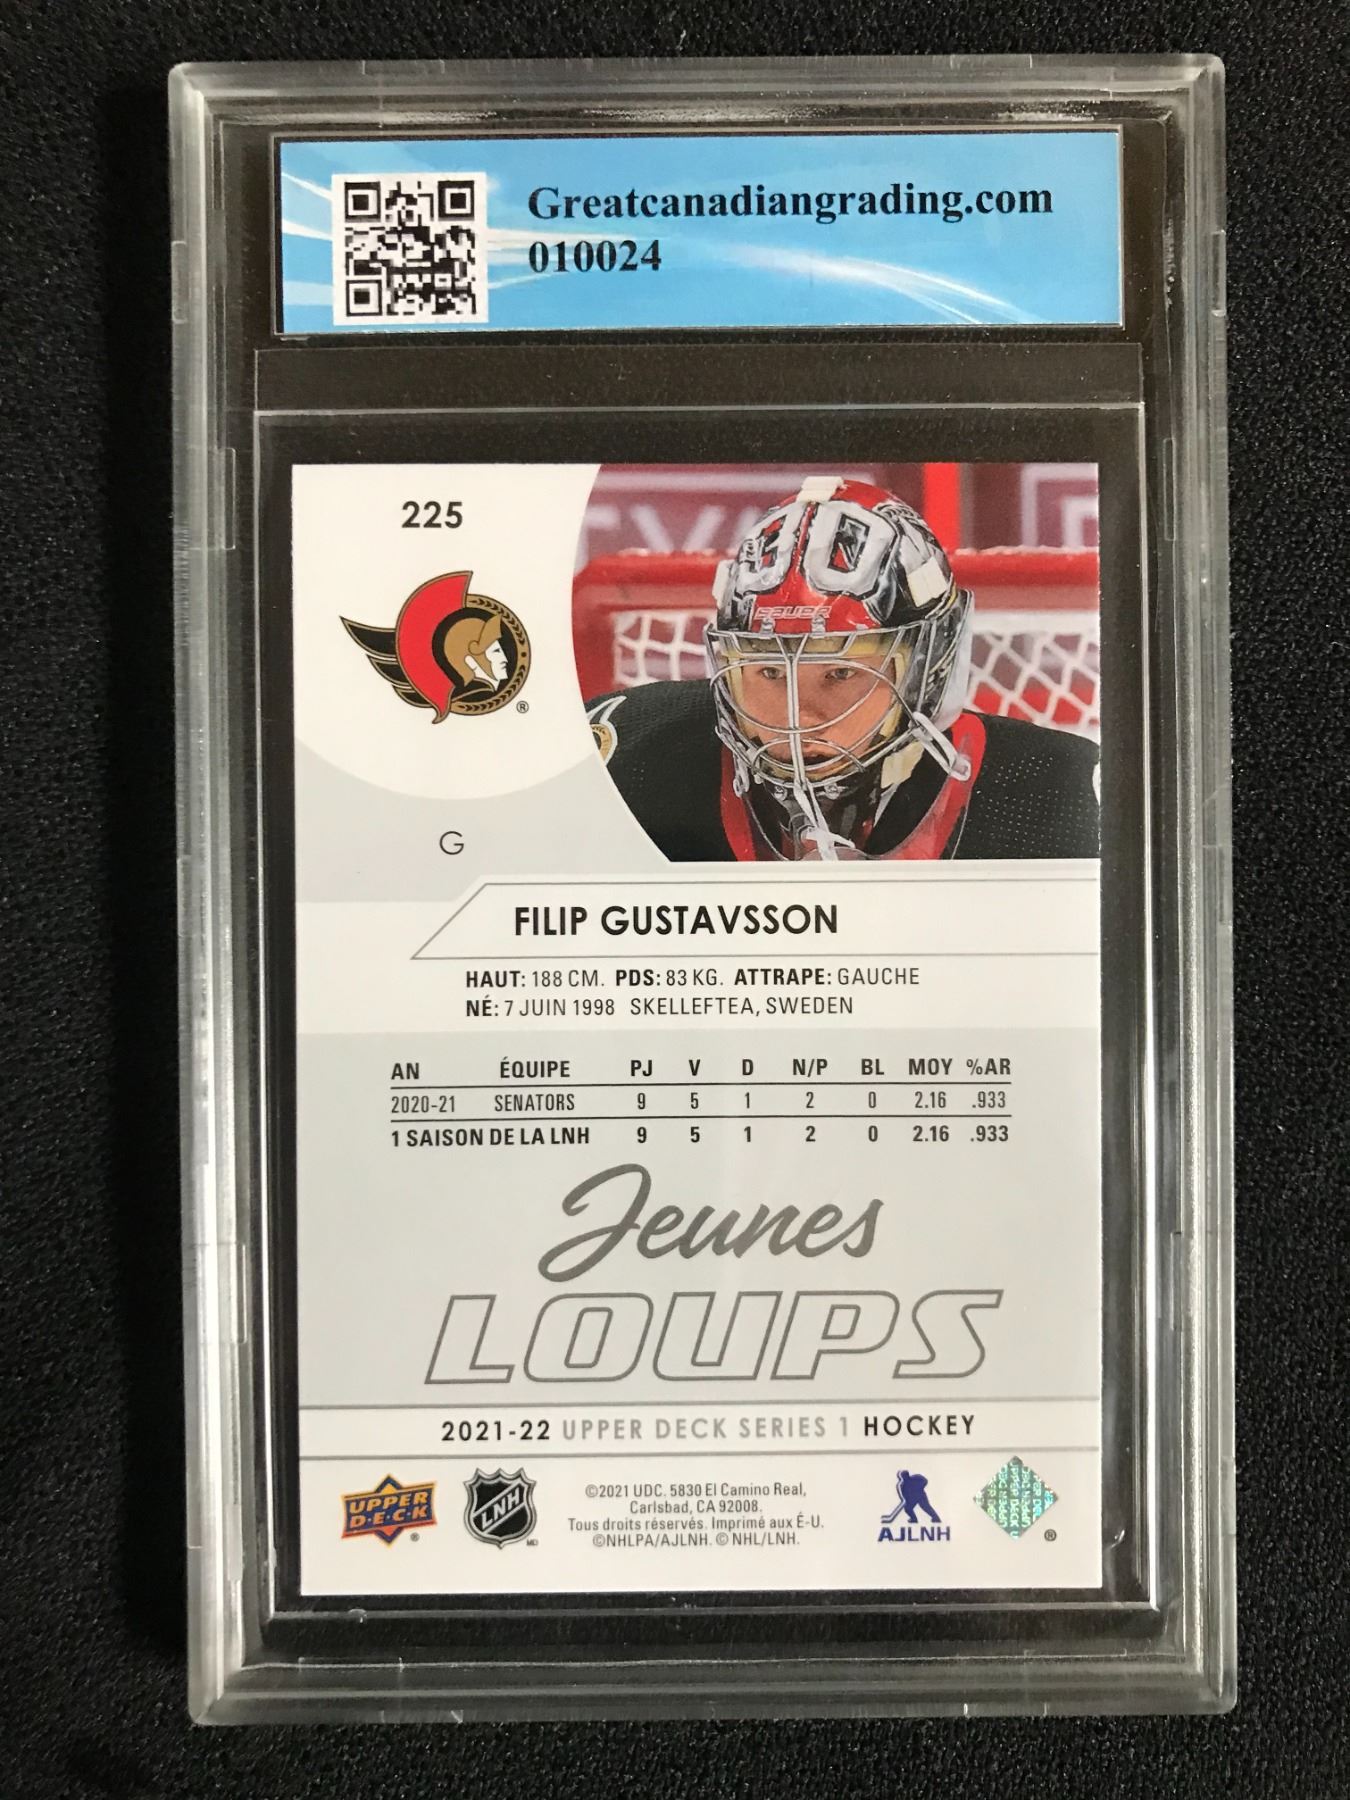 Greatcanadiangrading.com
010024
225
30
BAUER
G
FILIP GUSTAVSSON
HAUT: 188 CM. PDS: 83 KG. ATTRAPE: GAUCHE
NÉ: 7 JUIN 1998 SKELLEFTEA, SWEDEN
AN ÉQUIPE PJ V D N/P BL MOY %AR
2020-21 SENATORS 9 5 1 2 0 2.16 .933
1 SAISON DE LA LNH 9 5 1 2 0 2.16 .933
Jeunes
LOUPS
2021-22 UPPER DECK SERIES 1 HOCKEY
UPPER
D·E·C·K
®
LNH
MD
©2021 UDC. 5830 El Camino Real,
Carlsbad, CA 92008.
Tous droits réservés. Imprimé aux É-U.
©NHLPA/AJLNH. © NHL/LNH.
AJLNH
®